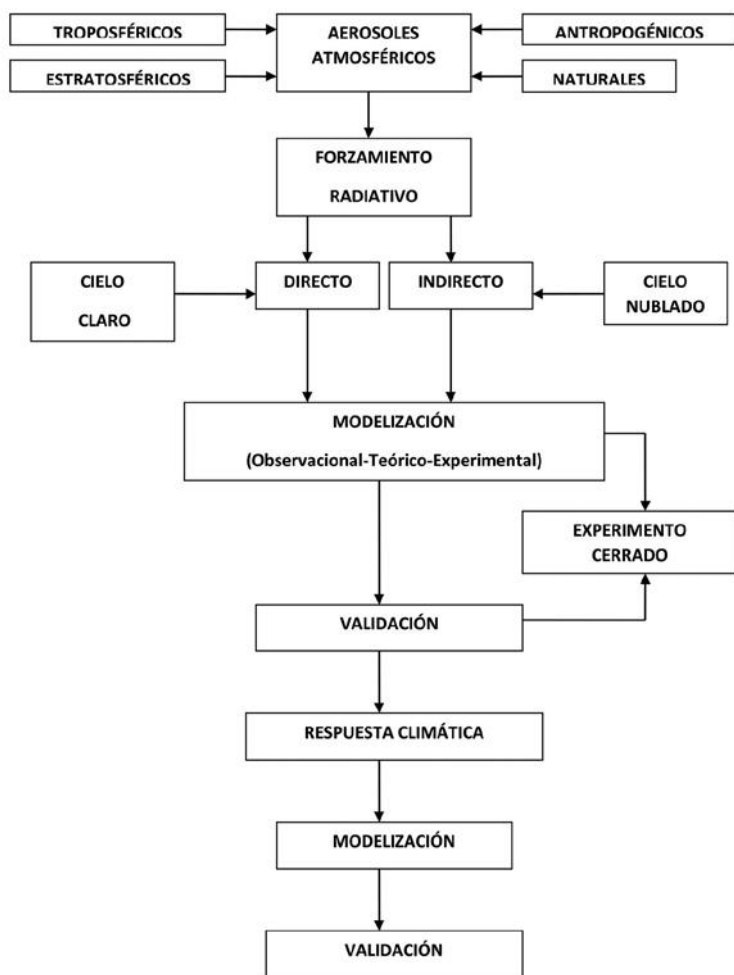 TROPOSFÉRICOS
AEROSOLES
ATMOSFÉRICOS
ANTROPOGÉNICOS
ESTRATOSFÉRICOS
NATURALES
FORZAMIENTO
RADIATIVO
CIELO
CLARO
DIRECTO
INDIRECTO
CIELO
NUBLADO
MODELIZACIÓN
(Observacional-Teórico-Experimental)
EXPERIMENTO
CERRADO
VALIDACIÓN
RESPUESTA CLIMÁTICA
MODELIZACIÓN
VALIDACIÓN